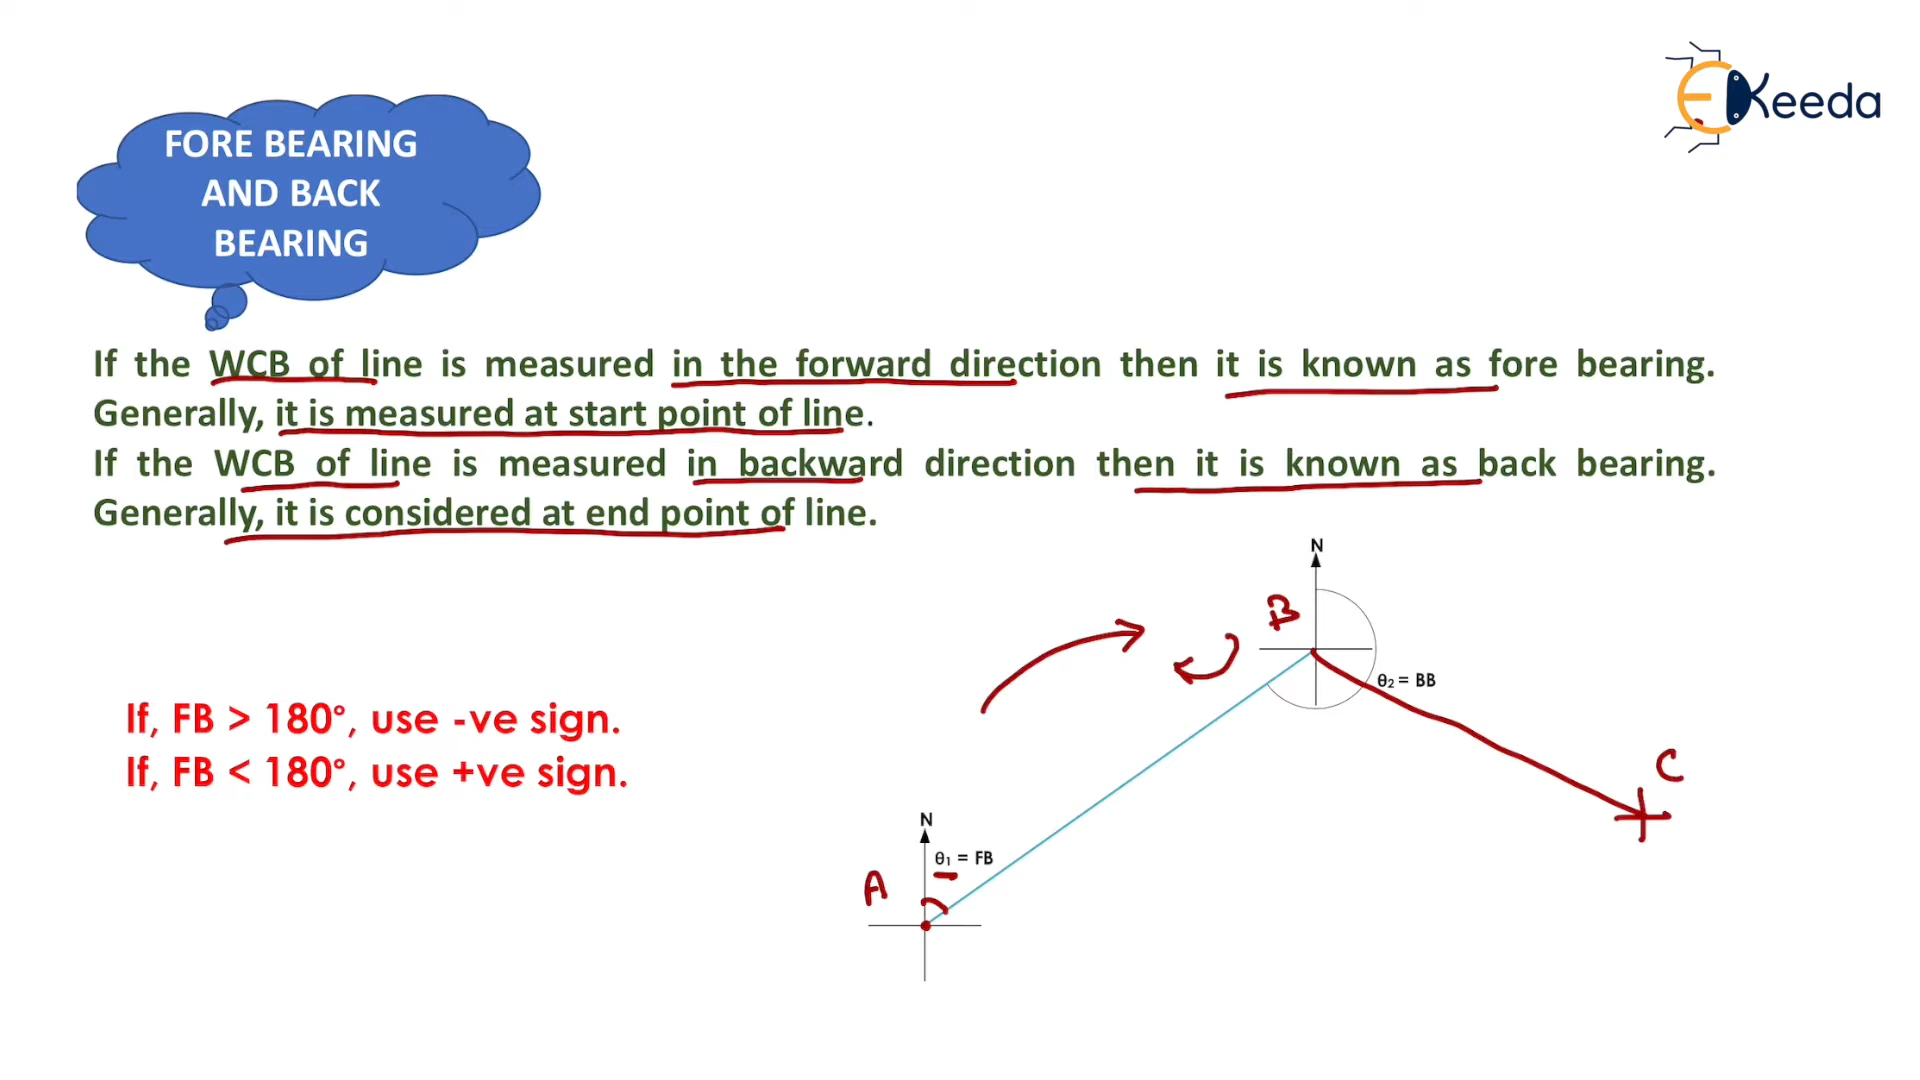 Keeda
FORE BEARING
AND BACK
BEARING
If the WCB of line is measured in the forward direction then it is known as fore bearing.
Generally, it is measured at start point of line.
If the WCB of line is measured in backward direction then it is known as back bearing.
Generally, it is considered at end point of line.
N
B
θ₂ = BB
If, FB > 180°, use -ve sign.
If, FB < 180°, use +ve sign.
C
N
θ₁ = FB
A